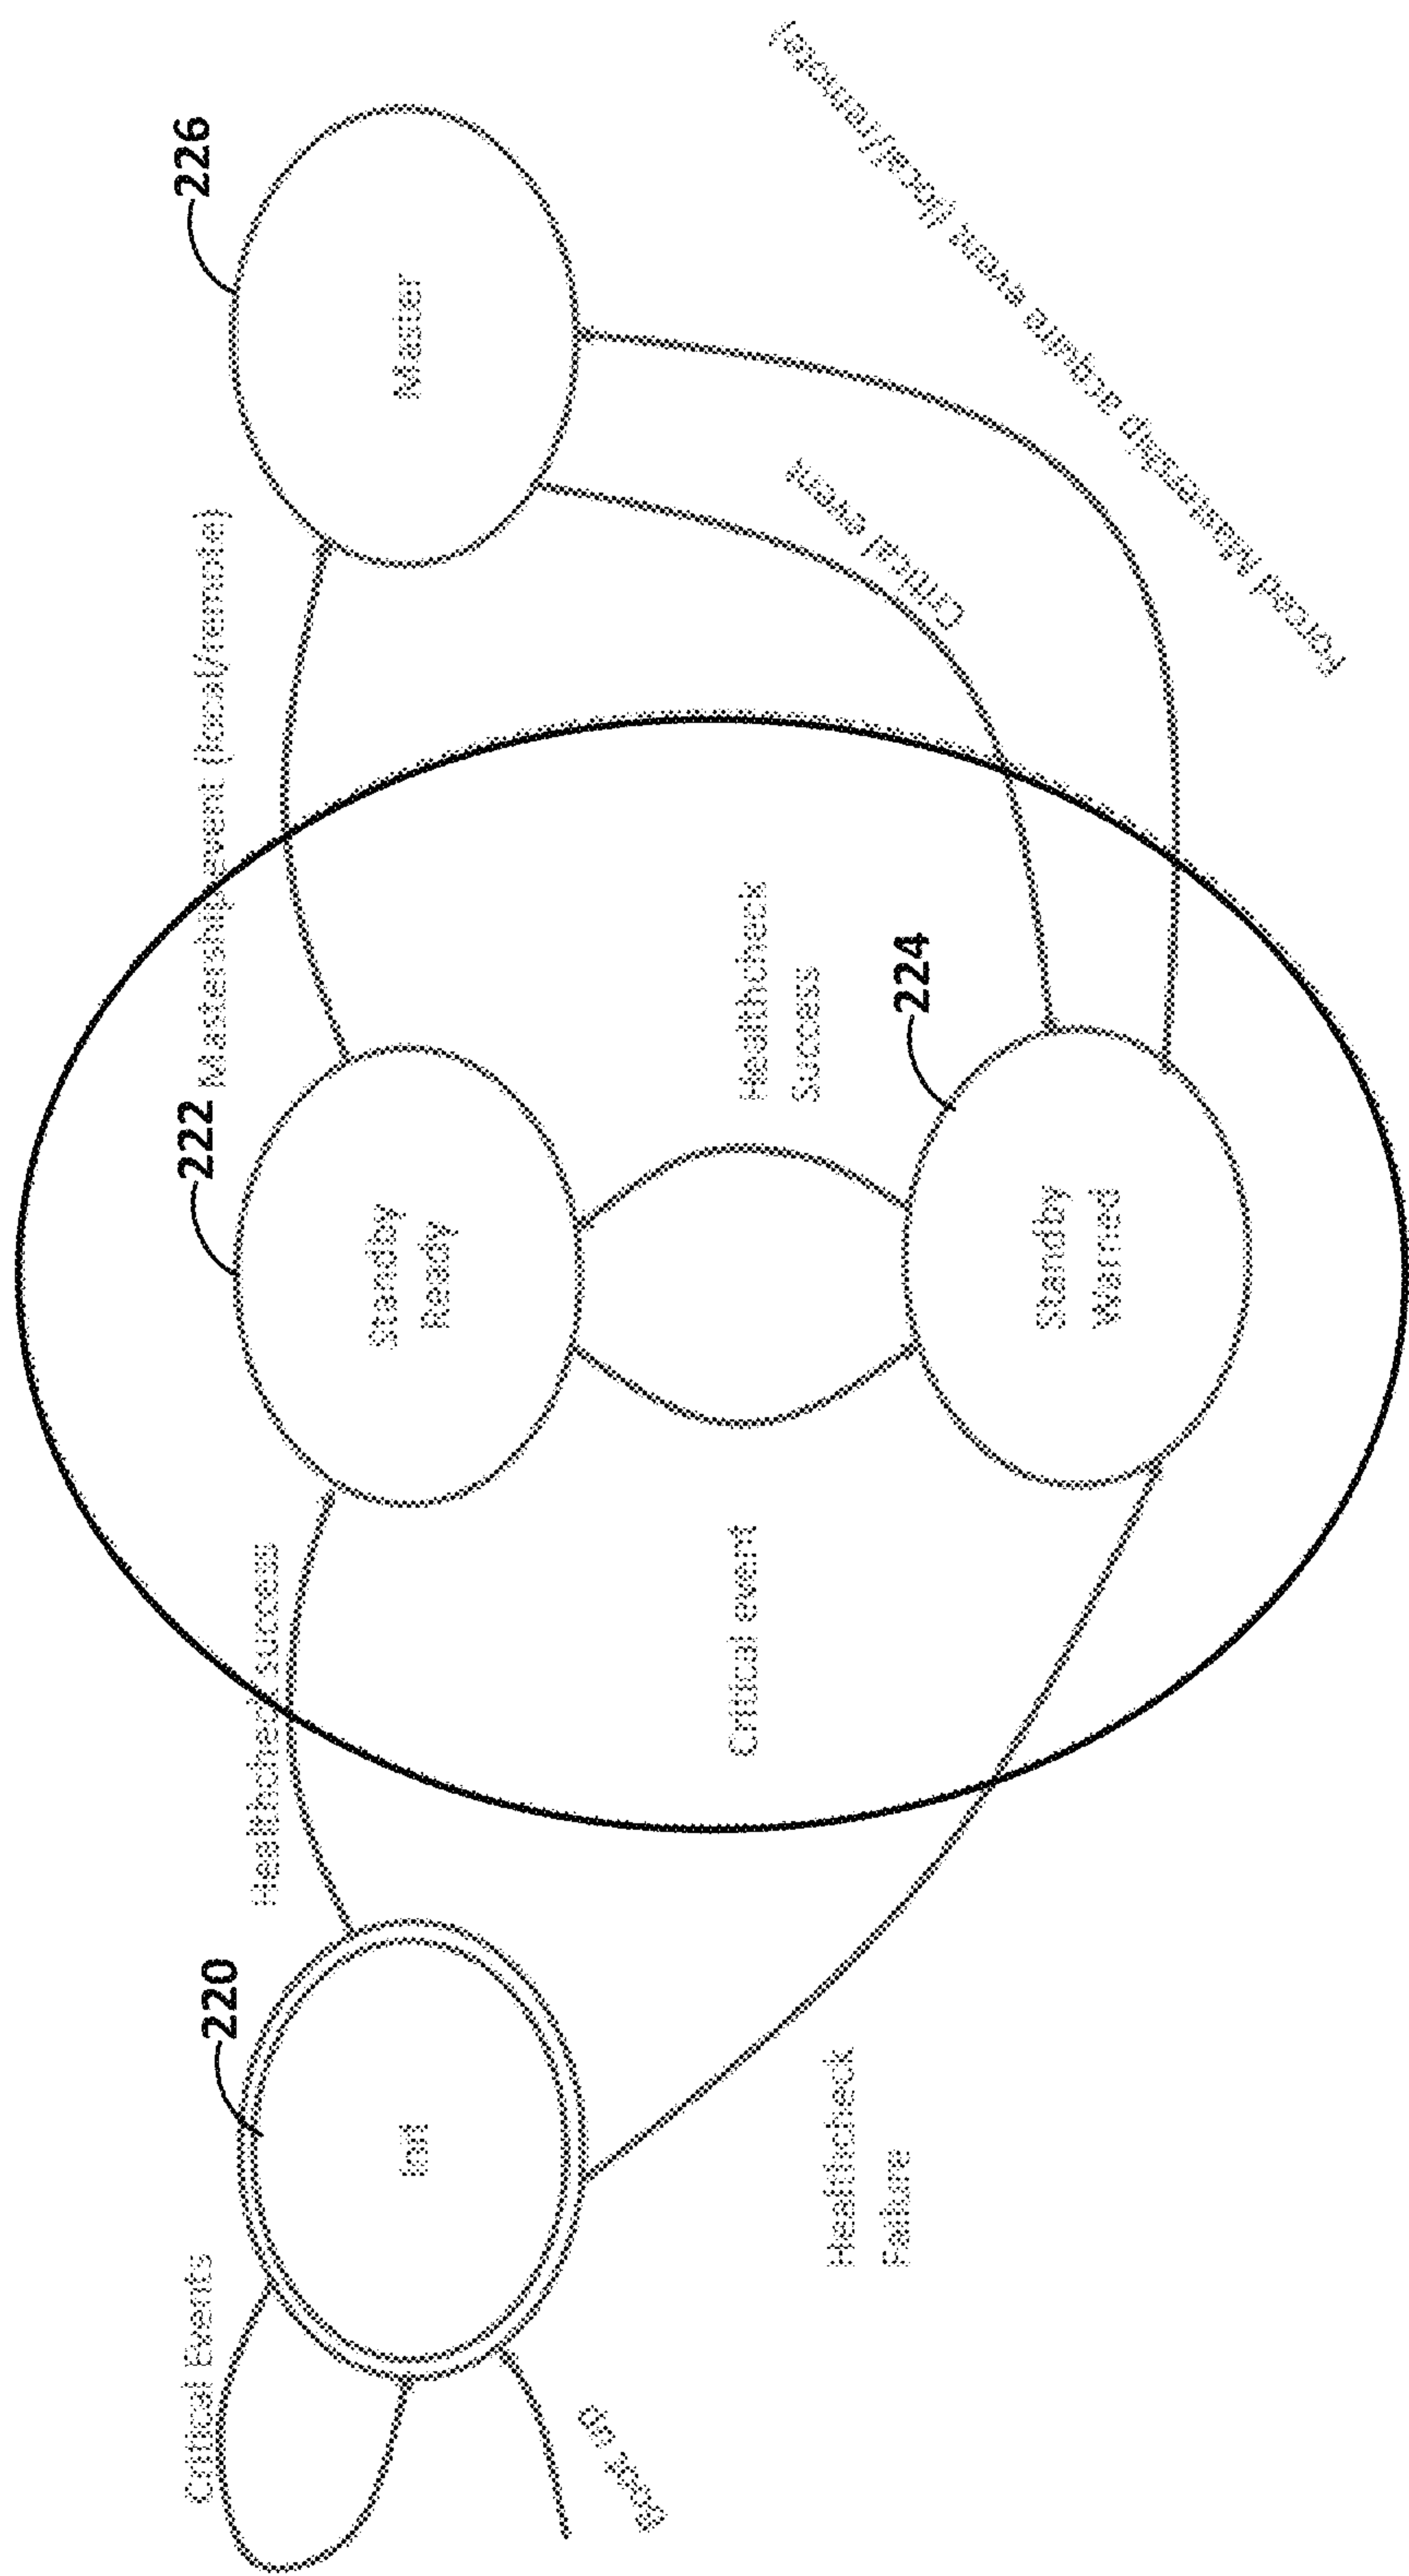 220
222
224
226
Boot up
Critical Events
Init
Healthcheck success
Healthcheck
Failure
Standby
Ready
Critical event
Healthcheck
Success
Standby
Warned
Mastership event (local/remote)
Master
Critical event
Forced Mastership acquire event (local/remote)